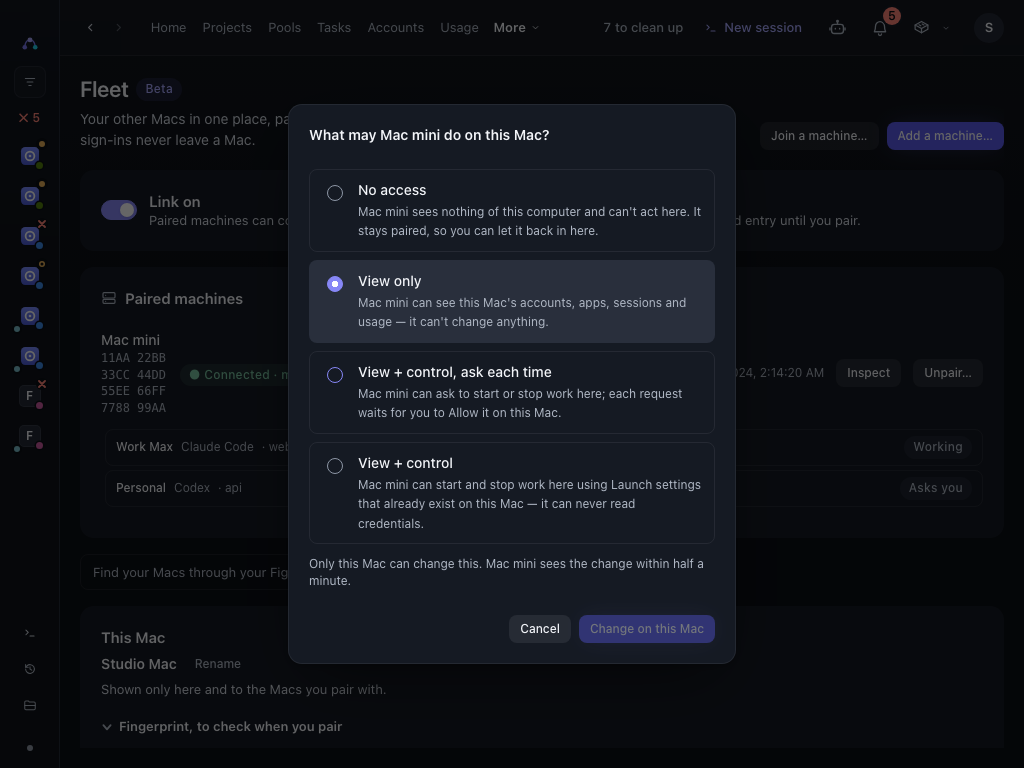 Home Projects Pools Tasks Accounts Usage More 7 to clean up New session 5 S
5
Fleet Beta
Your other Macs in one place, pa
sign-ins never leave a Mac.
Join a machine... Add a machine...
Link on
Paired machines can d entry until you pair.
Paired machines
Mac mini
11AA 22BB
33CC 44DD
55EE 66FF
7788 99AA
Connected · 2:14:20 AM Inspect Unpair...
Work Max Claude Code · web Working
Personal Codex · api Asks you
Find your Macs through your Fig
This Mac
Studio Mac Rename
Shown only here and to the Macs you pair with.
Fingerprint, to check when you pair
F
F
What may Mac mini do on this Mac?
No access
Mac mini sees nothing of this computer and can't act here. It
stays paired, so you can let it back in here.
View only
Mac mini can see this Mac's accounts, apps, sessions and
usage — it can't change anything.
View + control, ask each time
Mac mini can ask to start or stop work here; each request
waits for you to Allow it on this Mac.
View + control
Mac mini can start and stop work here using Launch settings
that already exist on this Mac — it can never read
credentials.
Only this Mac can change this. Mac mini sees the change within half a
minute.
Cancel Change on this Mac